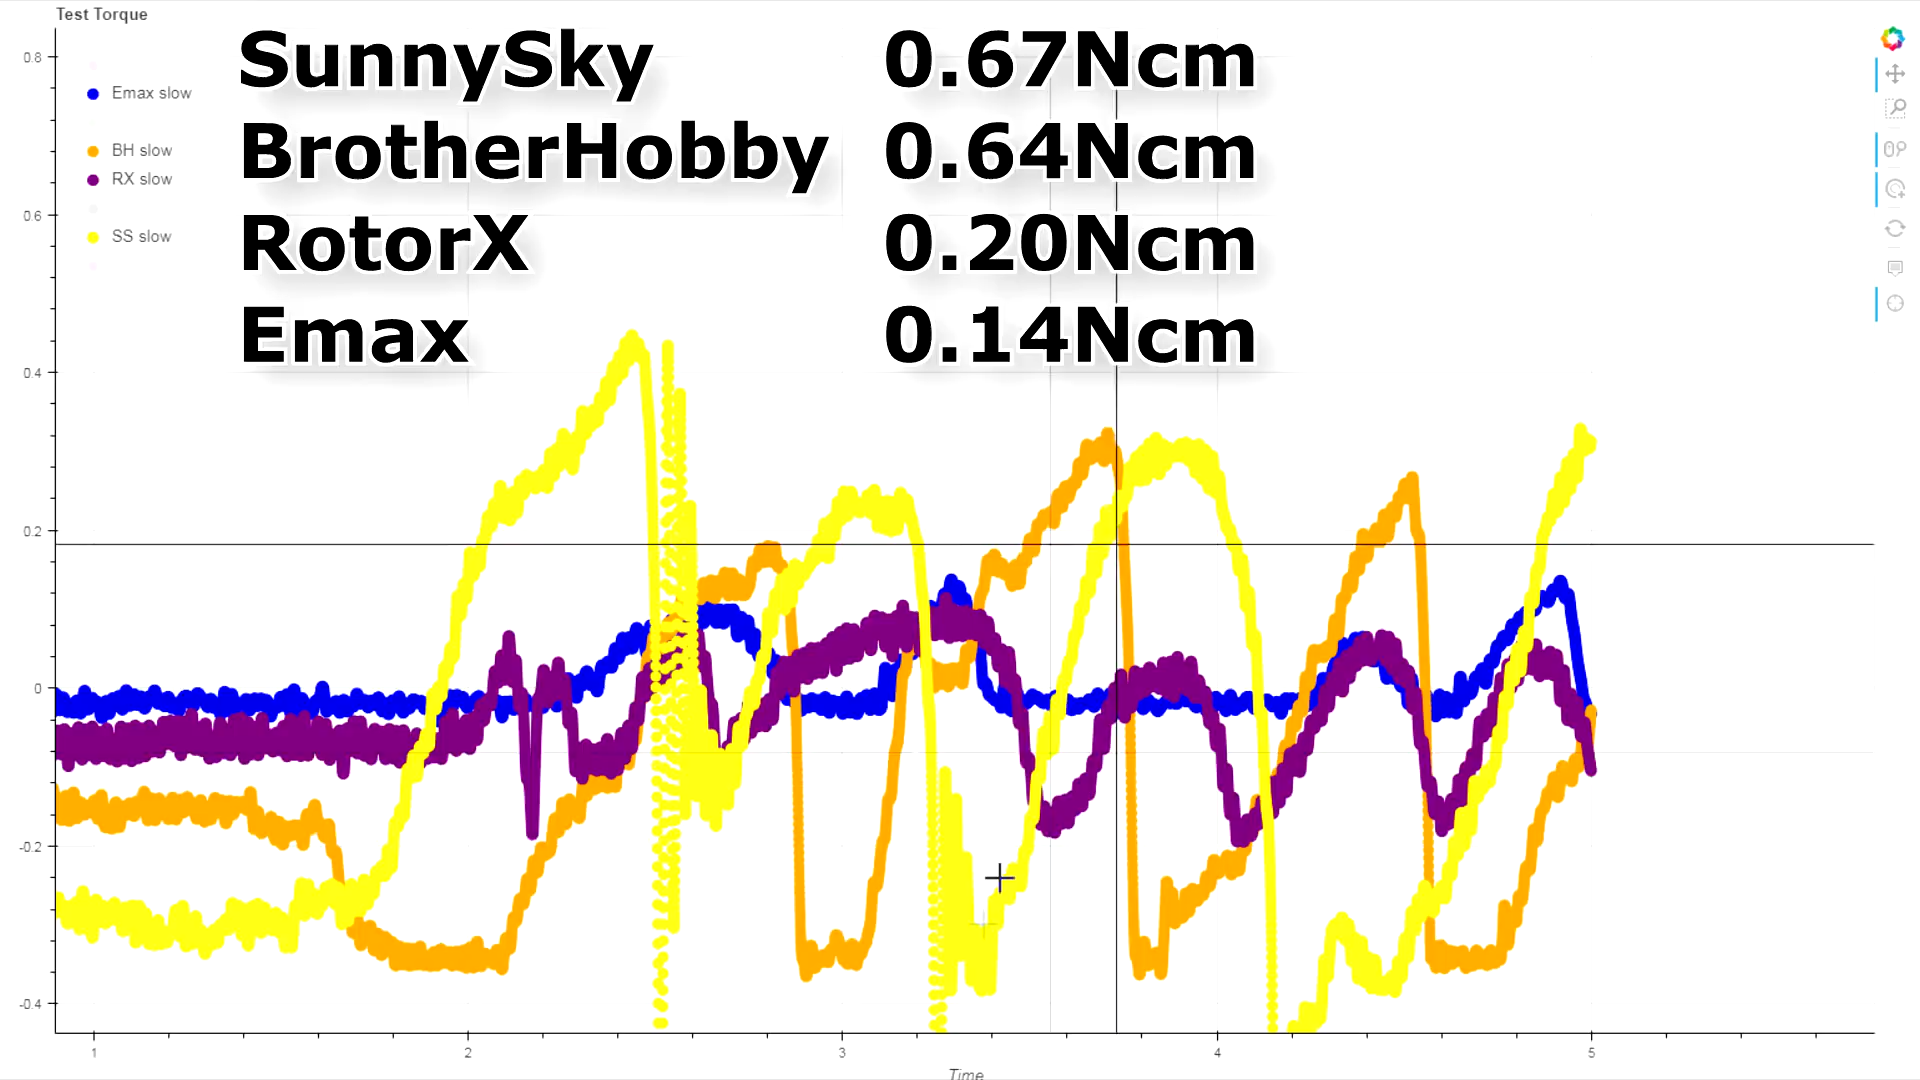 Test Torque
SunnySky 0.67Ncm
BrotherHobby 0.64Ncm
RotorX 0.20Ncm
Emax 0.14Ncm
Emax slow
BH slow
RX slow
SS slow
0.8
0.6
0.4
0.2
0
-0.2
-0.4
1 2 3 4 5
Time